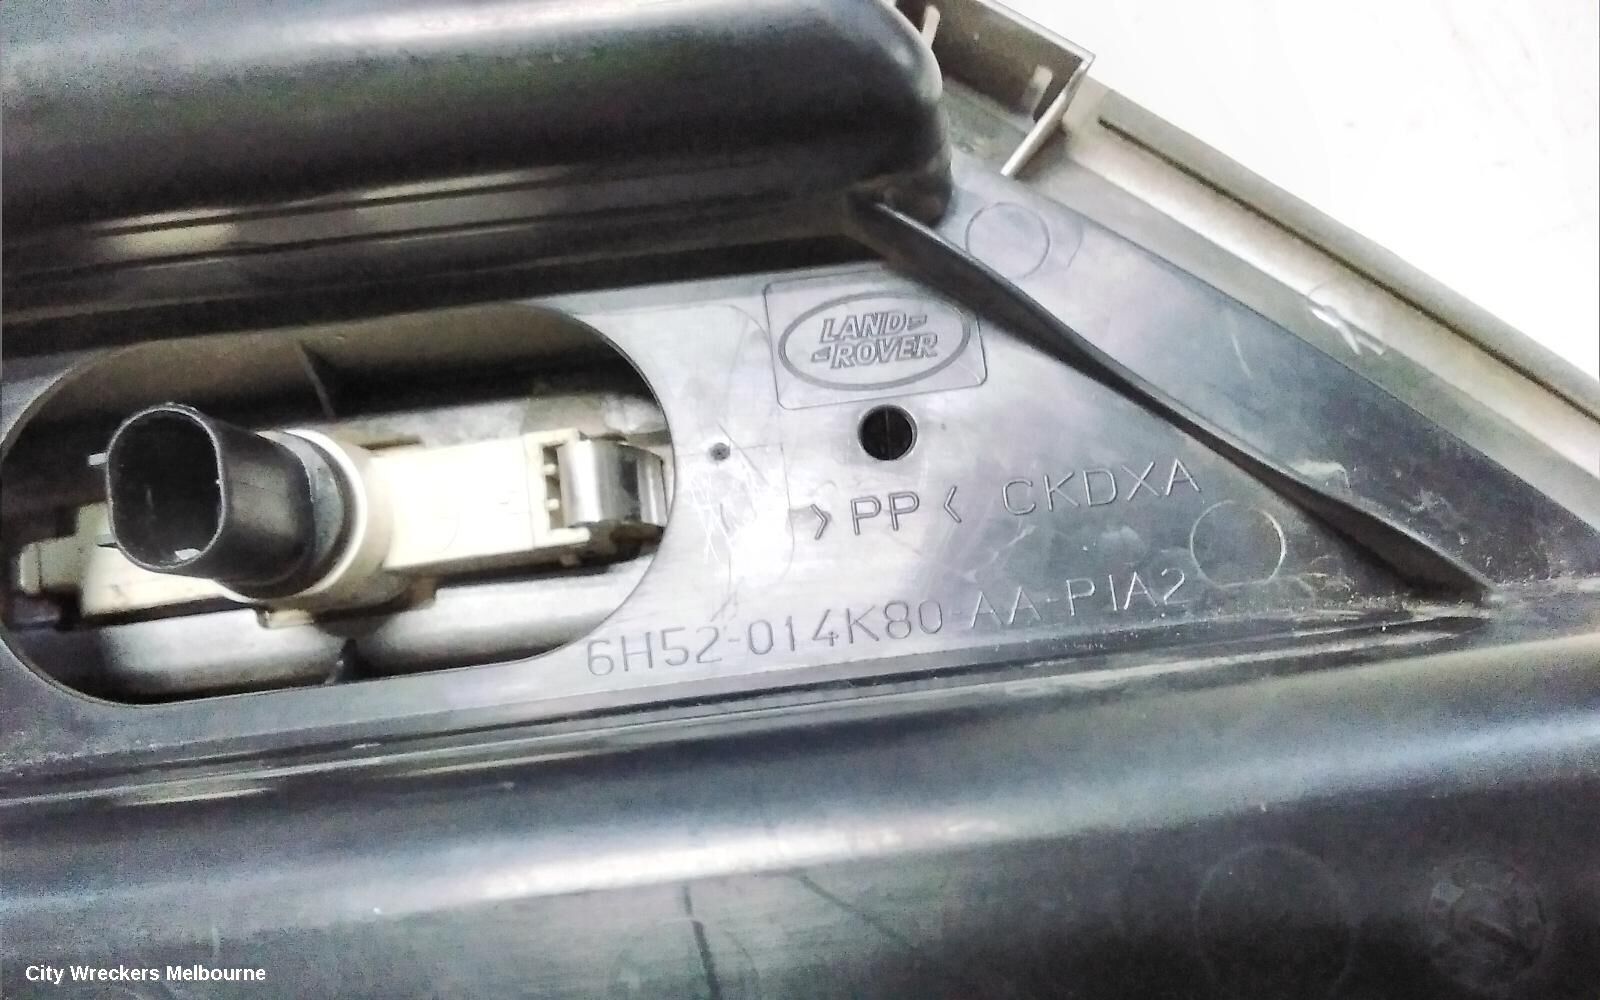 LAND-
-ROVER
>PP< CKDXA
6H52-014K80-AA-PIA2
City Wreckers Melbourne